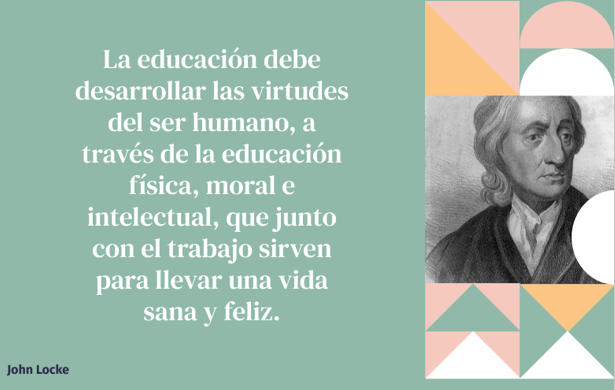 La educación debe
desarrollar las virtudes
del ser humano, a
través de la educación
física, moral e
intelectual, que junto
con el trabajo sirven
para llevar una vida
sana y feliz.
John Locke